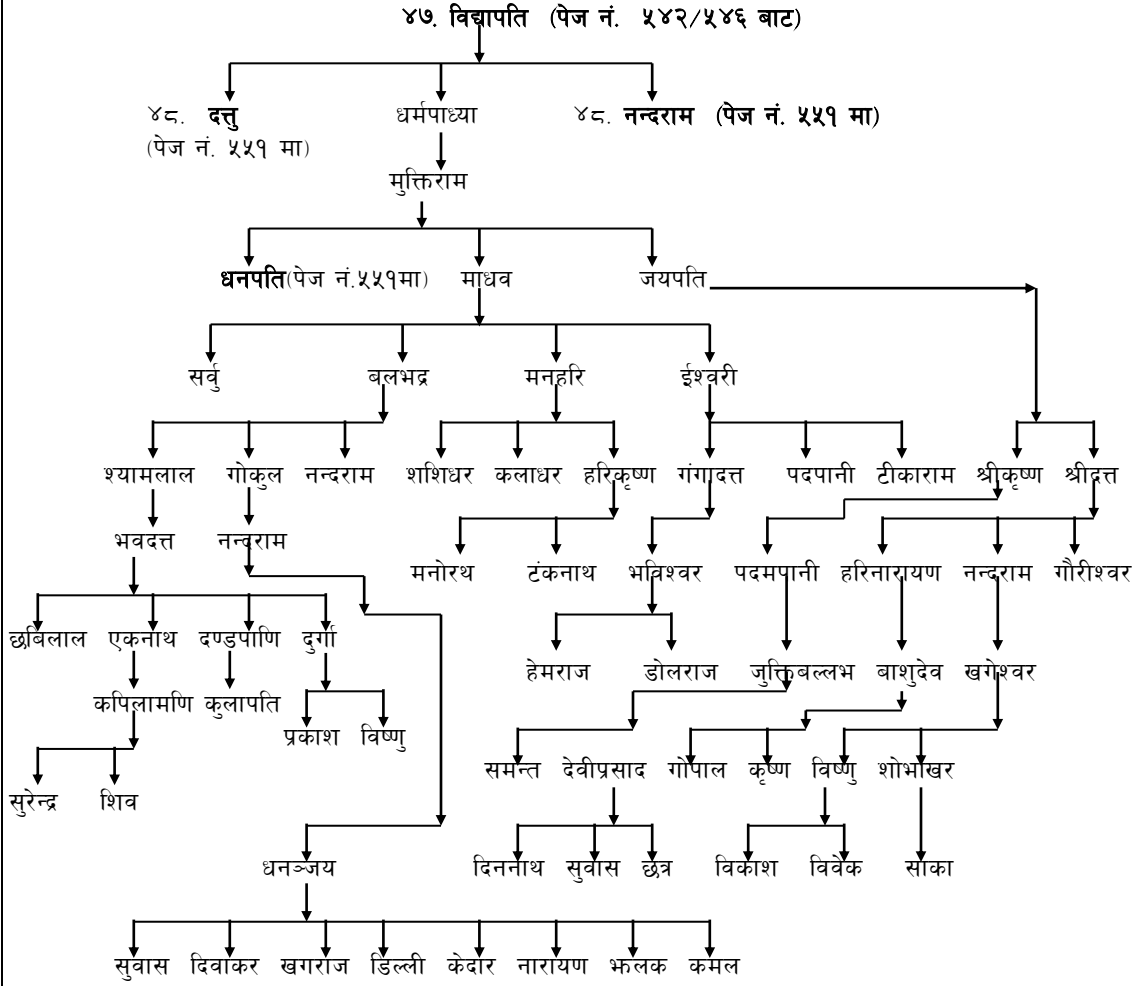 ४७. विद्यापति (पेज नं. ५४२/५४६ बाट)
४८. दत्तु धर्मपाध्या ४८. नन्दराम (पेज नं. ५५१ मा)
(पेज नं. ५५१ मा)
मुक्तिराम
धनपति(पेज नं.५५१मा) माधव जयपति
सर्वु बलभद्र मनहरि ईश्वरी
श्यामलाल गोकुल नन्दराम शशिधर कलाधर हरिकृष्ण गंगादत्त पदपानी टीकाराम श्रीकृष्ण श्रीदत्त
भवदत्त नन्दराम
मनोरथ टंकनाथ भविश्वर पदमपानी हरिनारायण नन्दराम गौरीश्वर
छबिलाल एकनाथ दण्डपाणि दुर्गा
हेमराज डोलराज जुक्तिबल्लभ बाशुदेव खगेश्वर
कपिलामणि कुलापति
प्रकाश विष्णु
समन्त देवीप्रसाद गोपाल कृष्ण विष्णु शोभाखर
सुरेन्द्र शिव
धनञ्जय दिननाथ सुवास छत्र विकाश विवेक साका
सुवास दिवाकर खगराज डिल्ली केदार नारायण झलक कमल